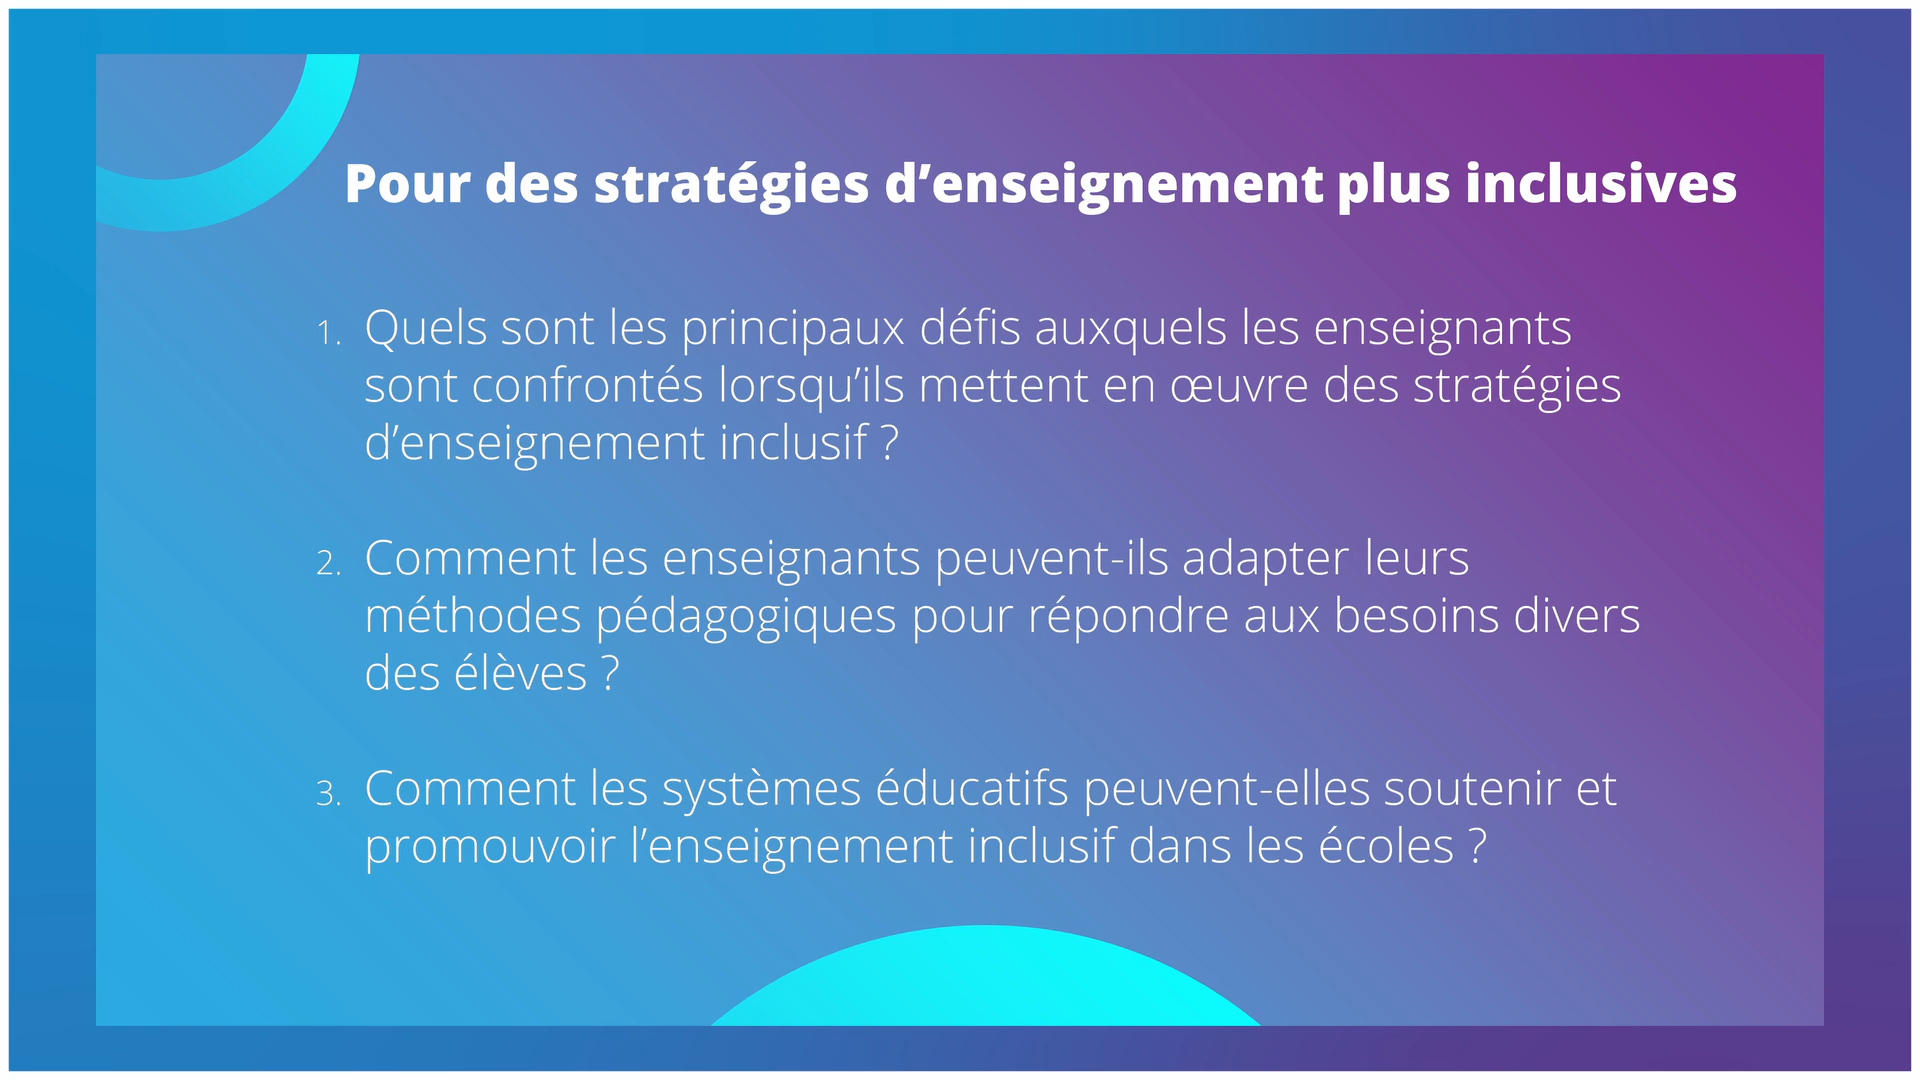 Pour des stratégies d’enseignement plus inclusives
1. Quels sont les principaux défis auxquels les enseignants
sont confrontés lorsqu’ils mettent en œuvre des stratégies
d’enseignement inclusif ?
2. Comment les enseignants peuvent-ils adapter leurs
méthodes pédagogiques pour répondre aux besoins divers
des élèves ?
3. Comment les systèmes éducatifs peuvent-elles soutenir et
promouvoir l’enseignement inclusif dans les écoles ?